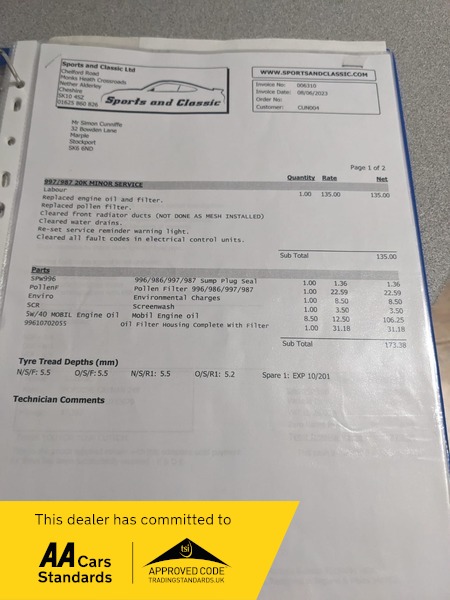 Sports and Classic Ltd
Chelford Road
Monks Heath Crossroads
Nether Alderley
Cheshire
SK10 4SZ
01625 860 826
Sports and Classic
WWW.SPORTSANDCLASSIC.COM
Invoice No: 006310
Invoice Date: 08/06/2023
Order No:
Customer: CUN004
Mr Simon Cunniffe
32 Bowden Lane
Marple
Stockport
SK6 6ND
Page 1 of 2
Quantity Rate Net
997/987 20K MINOR SERVICE
Labour 1.00 135.00 135.00
Replaced engine oil and filter.
Replaced pollen filter.
Cleared front radiator ducts (NOT DONE AS MESH INSTALLED)
Cleared water drains.
Re-set service reminder warning light.
Cleared all fault codes in electrical control units.
Sub Total 135.00
Parts
SPW996 996/986/997/987 Sump Plug Seal 1.00 1.36 1.36
PollenF Pollen Filter 996/986/997/987 1.00 22.59 22.59
Enviro Environmental Charges 1.00 8.50 8.50
SCR Screenwash 1.00 3.50 3.50
5w/40 MOBIL Engine Oil Mobil Engine oil 8.50 12.50 106.25
99610702055 Oil Filter Housing Complete With Filter 1.00 31.18 31.18
Sub Total 173.38
Tyre Tread Depths (mm)
N/S/F: 5.5 O/S/F: 5.5 N/S/R1: 5.5 O/S/R1: 5.2 Spare 1: EXP 10/201
Technician Comments
This dealer has committed to
AA Cars
Standards
tsi
APPROVED CODE
TRADINGSTANDARDS.UK